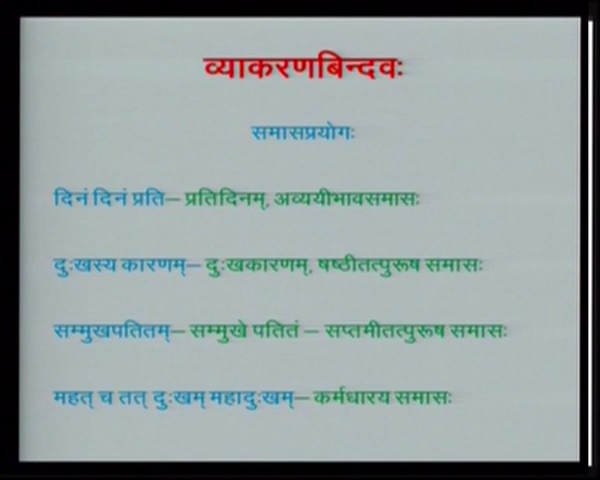 व्याकरणबिन्दवः
समासप्रयोगः
दिनं दिनं प्रति– प्रतिदिनम्, अव्ययीभावसमासः
दुःखस्य कारणम्– दुःखकारणम्, षष्ठीतत्पुरूष समासः
सम्मुखपतितम्– सम्मुखे पतितं – सप्तमीतत्पुरूष समासः
महत् च तत् दुःखम् महादुःखम्– कर्मधारय समासः